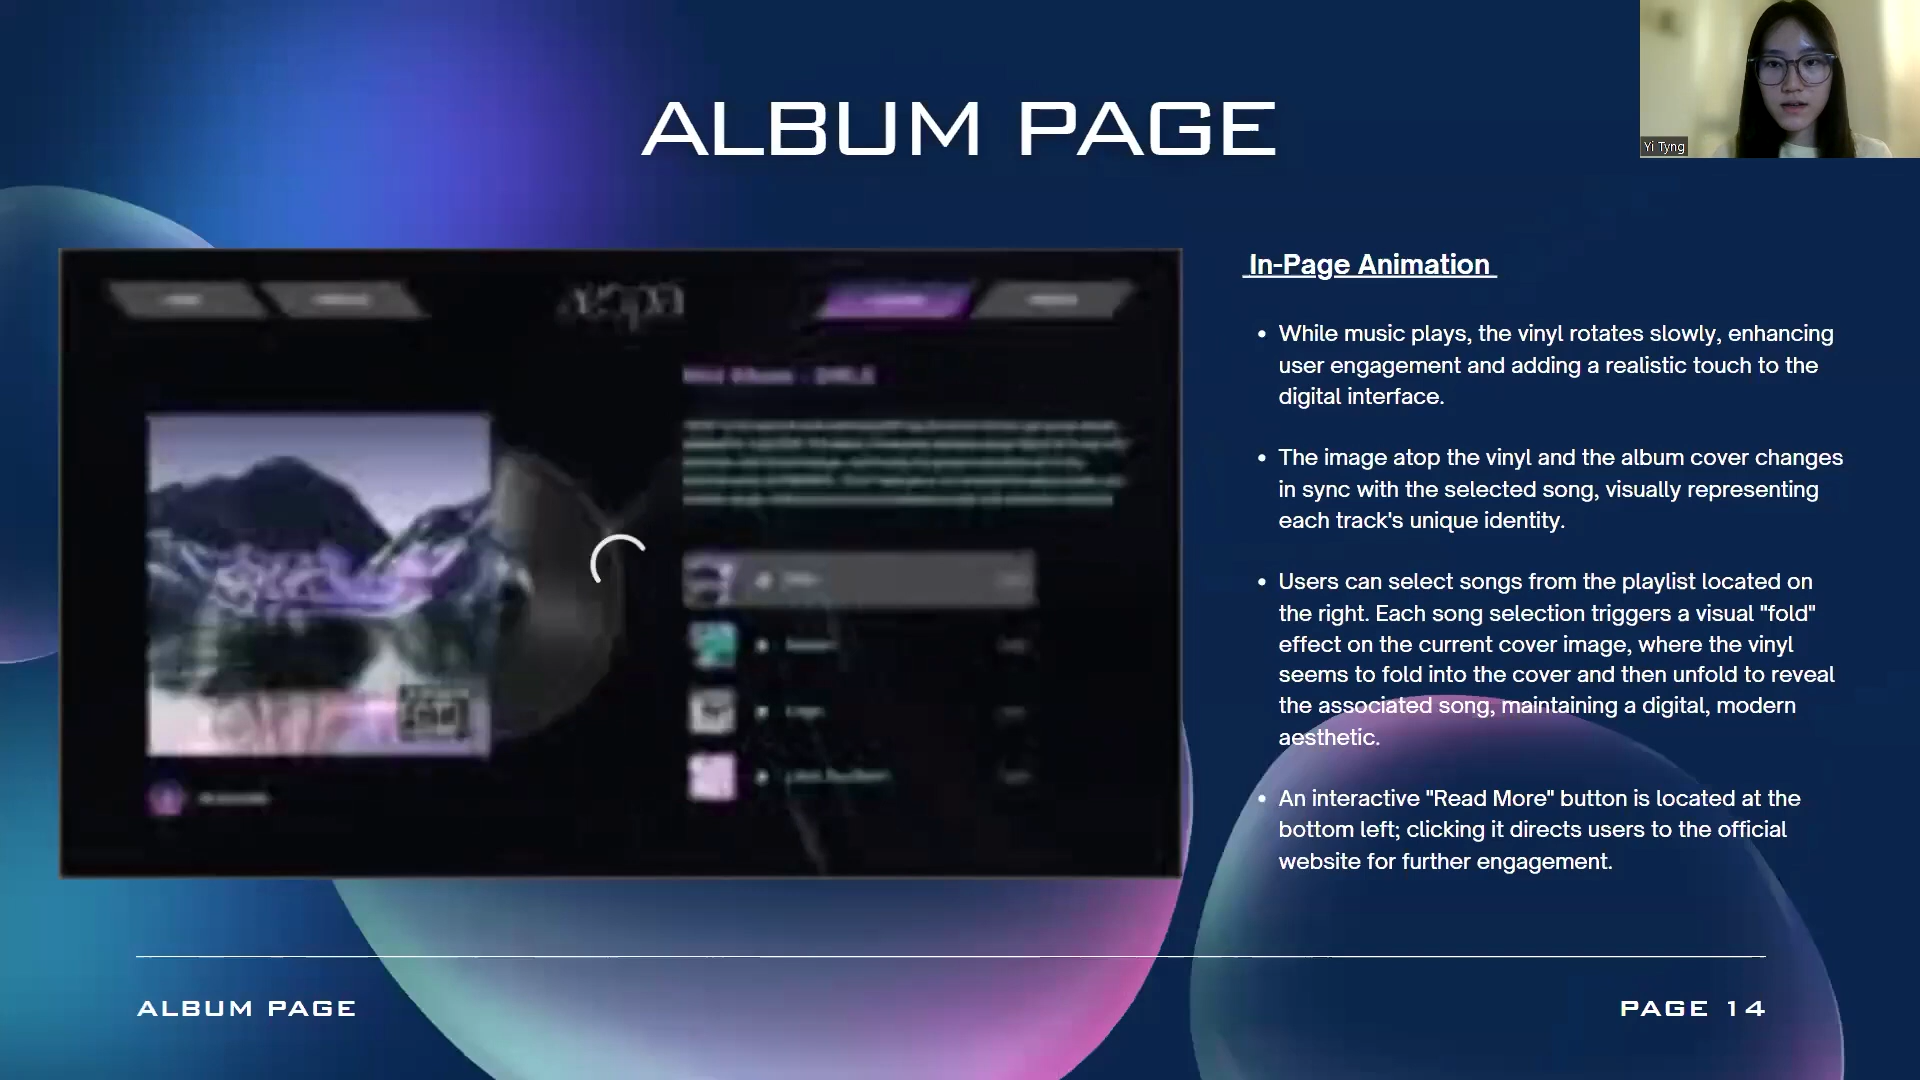 ALBUM PAGE
Yi Tyng
aespa
In-Page Animation
While music plays, the vinyl rotates slowly, enhancing
user engagement and adding a realistic touch to the
digital interface.
The image atop the vinyl and the album cover changes
in sync with the selected song, visually representing
each track's unique identity.
Users can select songs from the playlist located on
the right. Each song selection triggers a visual "fold"
effect on the current cover image, where the vinyl
seems to fold into the cover and then unfold to reveal
the associated song, maintaining a digital, modern
aesthetic.
An interactive "Read More" button is located at the
bottom left; clicking it directs users to the official
website for further engagement.
ALBUM PAGE
PAGE 14